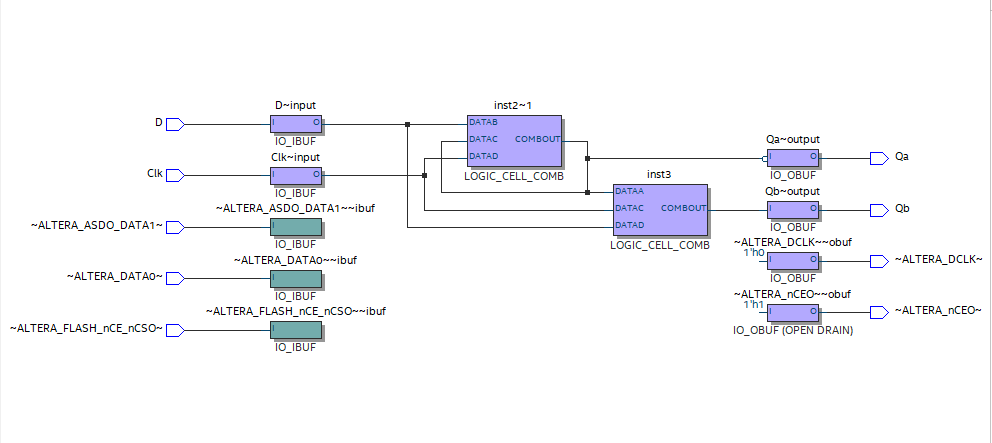 D
D~input
I
O
IO_IBUF
Clk
Clk~input
I
O
IO_IBUF
~ALTERA_ASDO_DATA1~
~ALTERA_ASDO_DATA1~~ibuf
I
IO_IBUF
~ALTERA_DATA0~
~ALTERA_DATA0~~ibuf
I
IO_IBUF
~ALTERA_FLASH_nCE_nCSO~
~ALTERA_FLASH_nCE_nCSO~~ibuf
I
IO_IBUF
inst2~1
DATAB
DATAC
COMBOUT
DATAD
LOGIC_CELL_COMB
inst3
DATAA
DATAC
COMBOUT
DATAD
LOGIC_CELL_COMB
Qa~output
I
O
IO_OBUF
Qa
Qb~output
I
O
IO_OBUF
Qb
~ALTERA_DCLK~~obuf
1'h0
I
O
IO_OBUF
~ALTERA_DCLK~
~ALTERA_nCEO~~obuf
1'h1
I
O
IO_OBUF (OPEN DRAIN)
~ALTERA_nCEO~